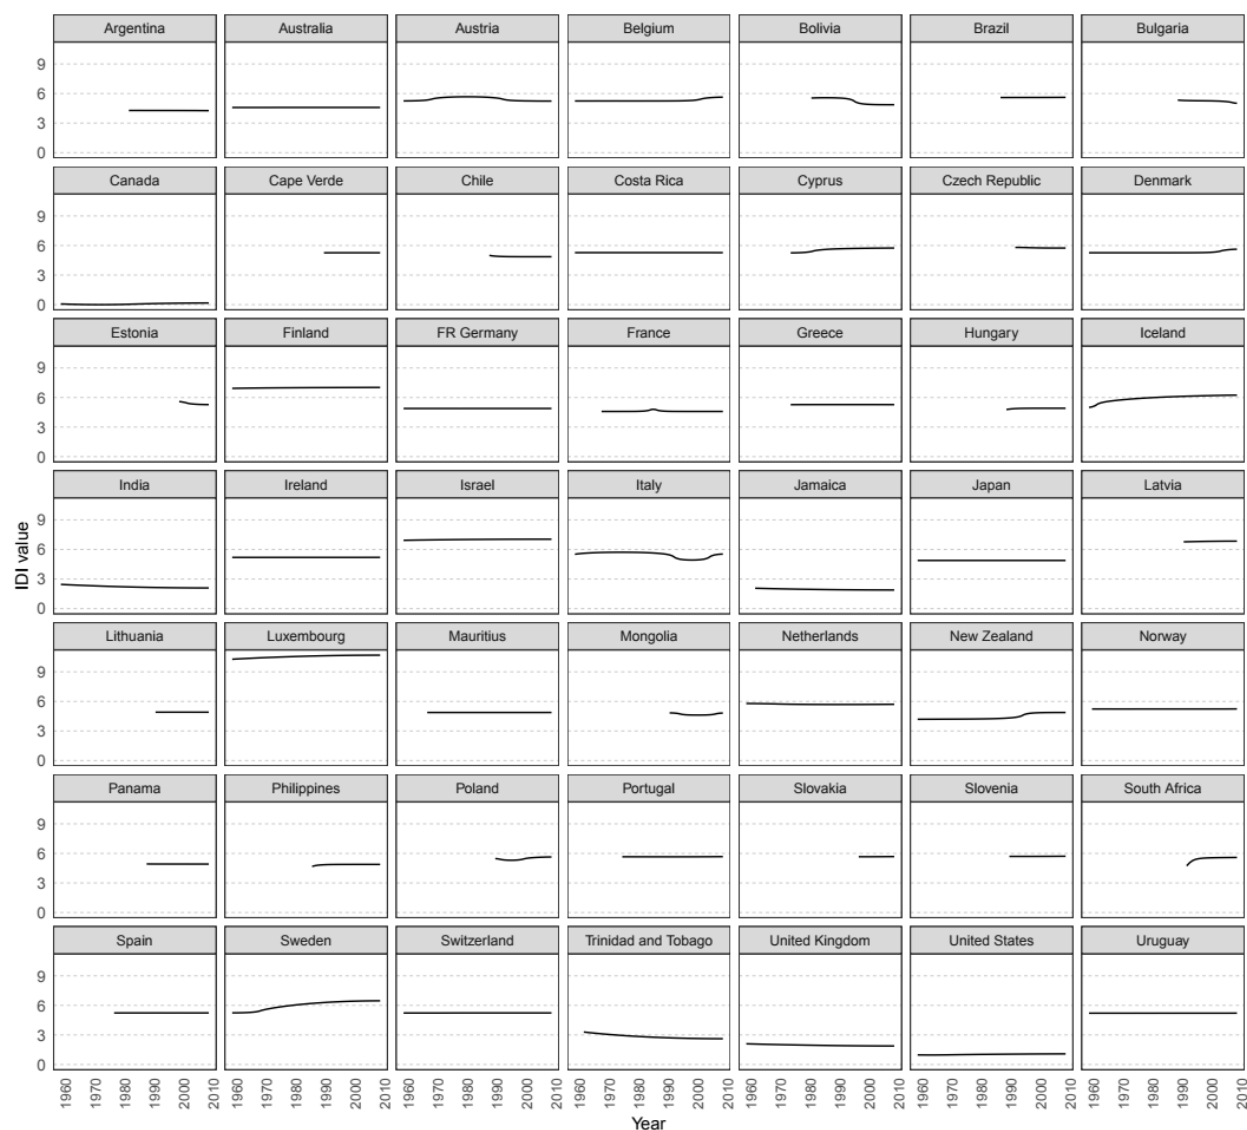 Argentina Australia Austria Belgium Bolivia Brazil Bulgaria
9
6
3
0
Canada Cape Verde Chile Costa Rica Cyprus Czech Republic Denmark
9
6
3
0
Estonia Finland FR Germany France Greece Hungary Iceland
9
6
3
0
India Ireland Israel Italy Jamaica Japan Latvia
9
6
3
0
IDI value
Lithuania Luxembourg Mauritius Mongolia Netherlands New Zealand Norway
9
6
3
0
Panama Philippines Poland Portugal Slovakia Slovenia South Africa
9
6
3
0
Spain Sweden Switzerland Trinidad and Tobago United Kingdom United States Uruguay
9
6
3
0
1960 1970 1980 1990 2000 2010 1960 1970 1980 1990 2000 2010 1960 1970 1980 1990 2000 2010 1960 1970 1980 1990 2000 2010 1960 1970 1980 1990 2000 2010 1960 1970 1980 1990 2000 2010 1960 1970 1980 1990 2000 2010
Year